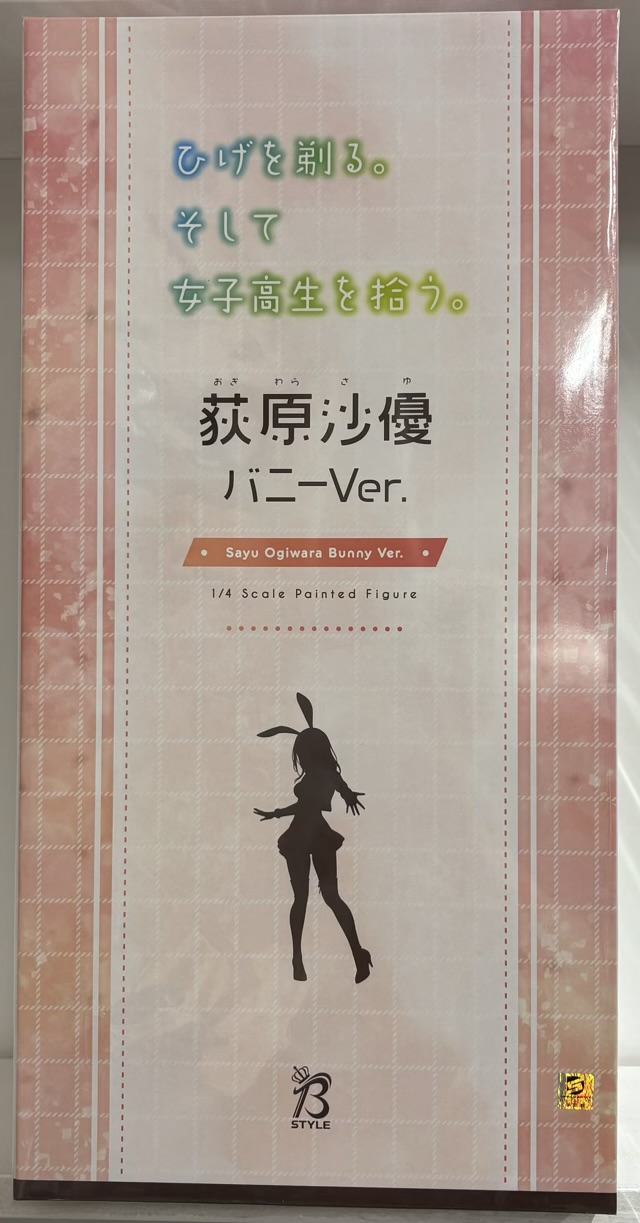 ひげを剃る。
そして
女子高生を拾う。
おぎ わら さ ゆ
荻原沙優
バニーVer.
Sayu Ogiwara Bunny Ver.
1/4 Scale Painted Figure
B
STYLE